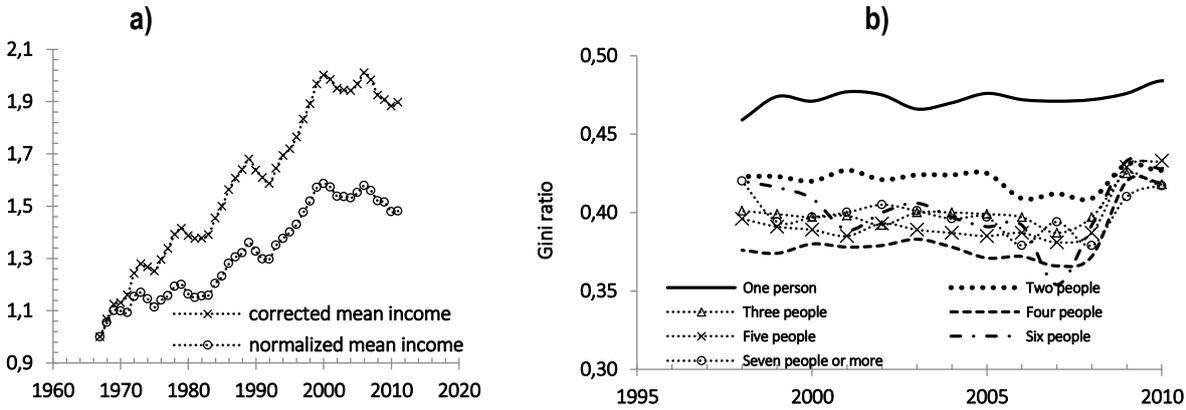 a)
2,1
1,9
1,7
1,5
1,3
1,1
0,9
1960 1970 1980 1990 2000 2010 2020
corrected mean income
normalized mean income
b)
Gini ratio
0,50
0,45
0,40
0,35
0,30
1995 2000 2005 2010
One person Two people
Three people Four people
Five people Six people
Seven people or more